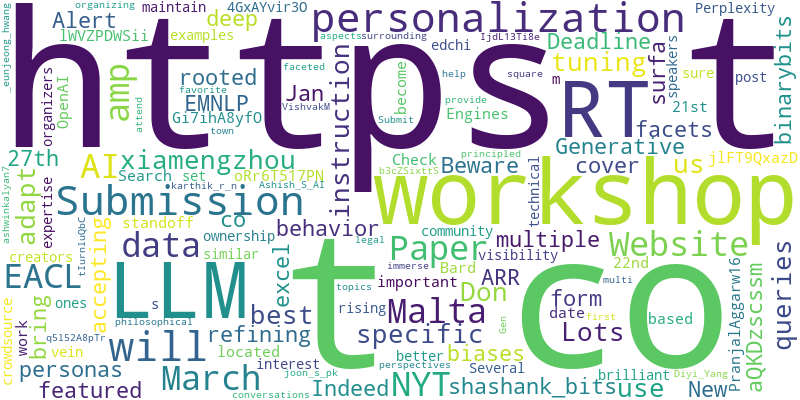 https
t
co
workshop
RT
LLM
personalization
Submission
will
AI
amp
Alert
deep
rooted
EMNLP
Jan
Gi7ihA8yfO
4GxAYvir3O
lWVZPDWSii
OpenAI
organizers
maintain
organizing
examples
_eunjeong_hwang
27th
xiamengzhou
Search
set
oRr6T517PN
karthik_r_n_
Ashish_S_AI
VishvakM
favorite
town
faceted
aspects
surrounding
attend
instruction
edchi
become
IjdL13Ti8e
help
square
provide
Submit
Check
Engines
Beware
b3cZSixttS
principled
m
Deadline
tuning
surfa
sure
speakers
Perplexity
post
21st
binarybits
facets
Generative
cover
us
jlFT9QxazD
technical
adapt
expertise
ashwinkalyan7
EACL
accepting
data
standoff
co
ownership
similar
behavior
Paper
multiple
Website
queries
aQKDzscssm
PranjalAggarw16
community
visibility
ARR
22nd
Don
Bard
important
rising
Malta
form
date
Lots
based
creators
tIurniuQbC
bring
ones
s
best
excel
legal
immerse
topics
multi
refining
specific
biases
better
Several
brilliant
first
work
q5152A8pTr
philosophical
located
crowdsource
vein
personas
March
interest
joon_s_pk
perspectives
Gen
featured
conversations
Indeed
NYT
shashank_bits
use
New
Diyi_Yang